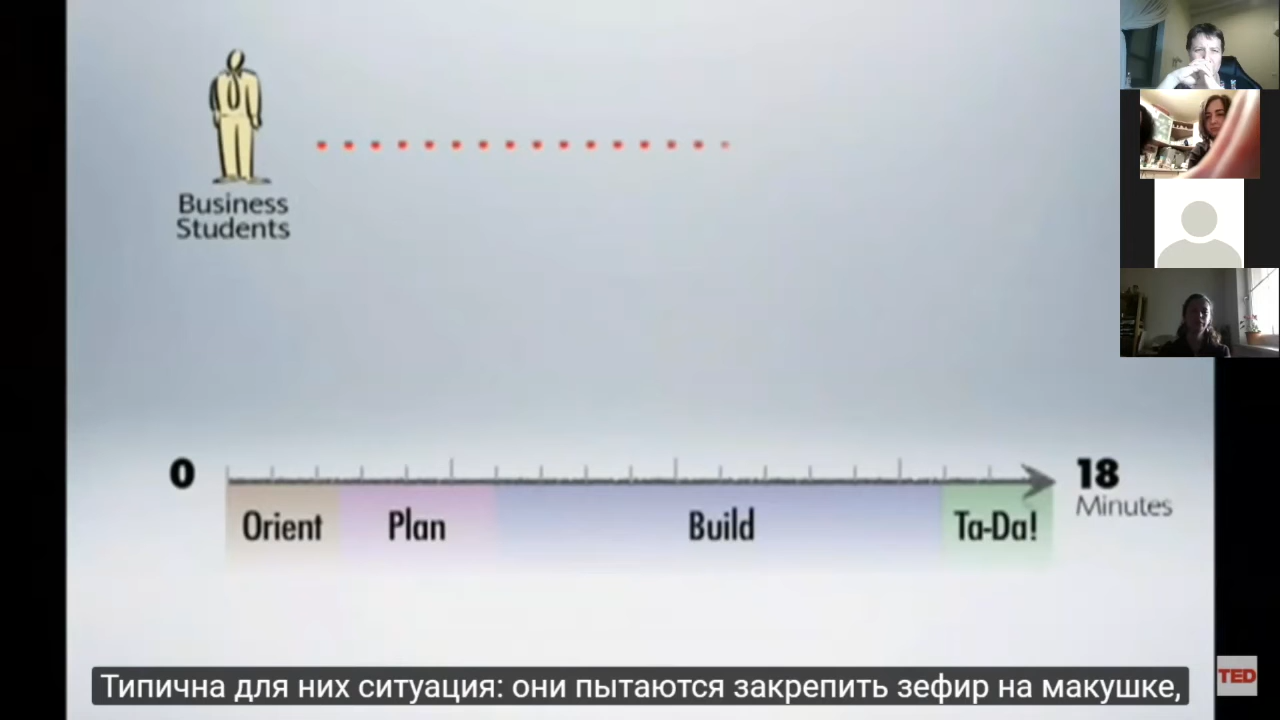 Business
Students
0
18
Minutes
Orient
Plan
Build
Ta-Da!
Типична для них ситуация: они пытаются закрепить зефир на макушке,
TED